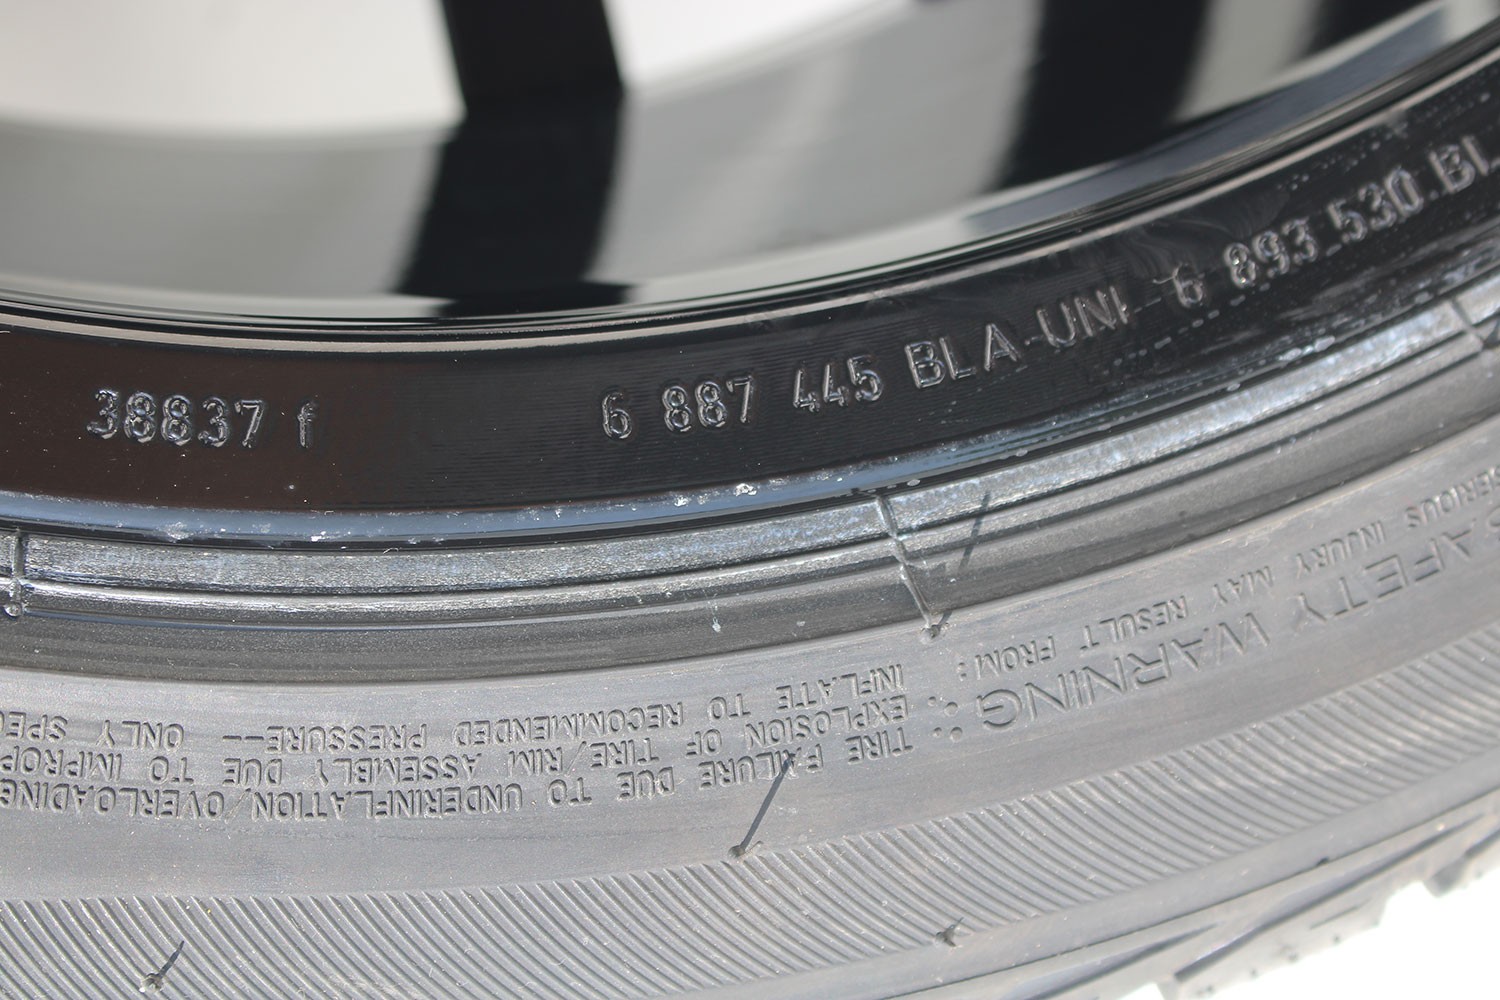 38837 f 6 887 445 BLA-UNI 6 893 530 BL
SAFETY WARNING
SERIOUS INJURY MAY RESULT FROM:
TIRE FAILURE DUE TO UNDERINFLATION/OVERLOADING
EXPLOSION OF TIRE/RIM ASSEMBLY DUE TO IMPROP
INFLATE TO RECOMMENDED PRESSURE-- ONLY SPEC